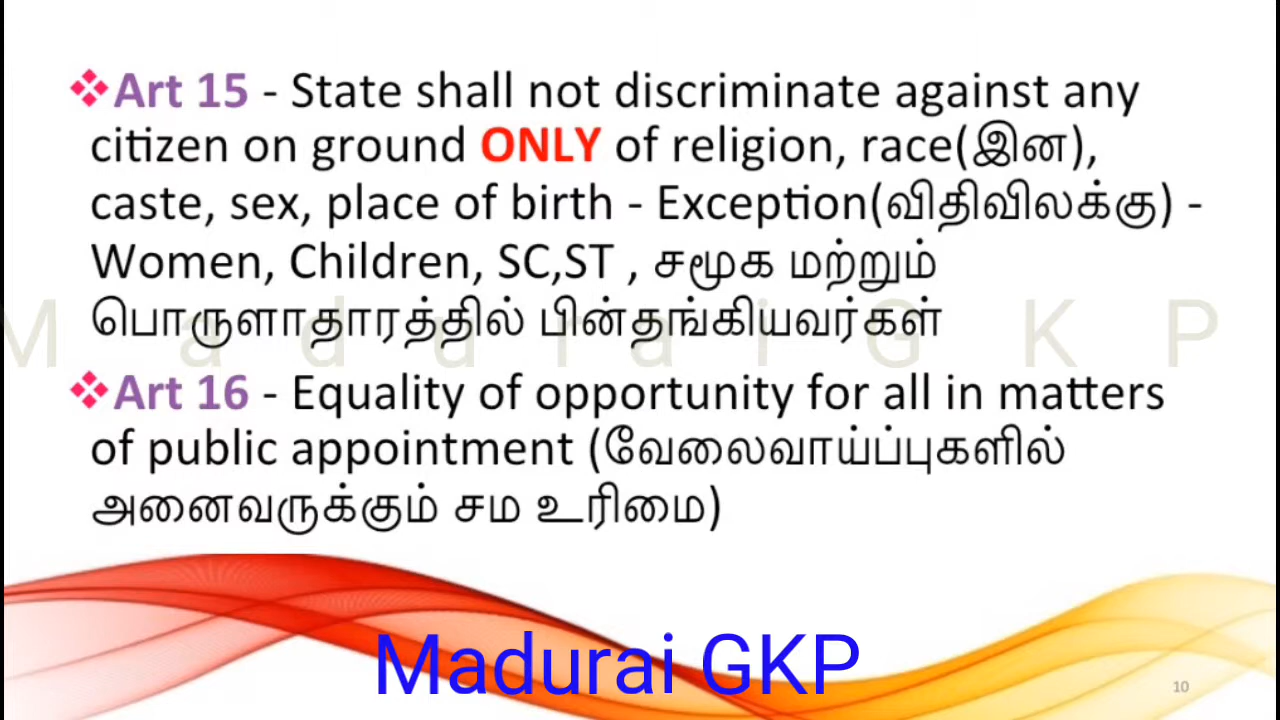 ❖Art 15 - State shall not discriminate against any
citizen on ground ONLY of religion, race(இன),
caste, sex, place of birth - Exception(விதிவிலக்கு) -
Women, Children, SC,ST , சமூக மற்றும்
பொருளாதாரத்தில் பின்தங்கியவர்கள்
Madurai GKP
❖Art 16 - Equality of opportunity for all in matters
of public appointment (வேலைவாய்ப்புகளில்
அனைவருக்கும் சம உரிமை)
Madurai GKP
10